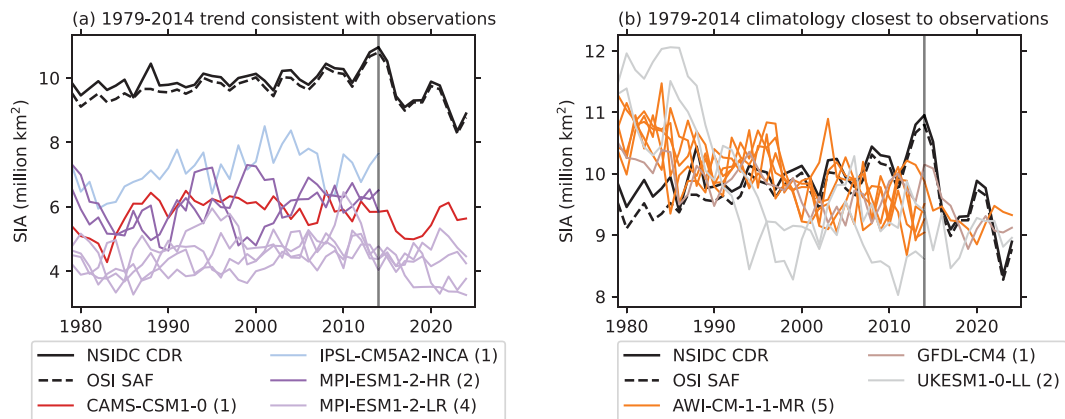 (a) 1979-2014 trend consistent with observations
SIA (million km²)
10
8
6
4
1980 1990 2000 2010 2020
NSIDC CDR
OSI SAF
CAMS-CSM1-0 (1)
IPSL-CM5A2-INCA (1)
MPI-ESM1-2-HR (2)
MPI-ESM1-2-LR (4)
(b) 1979-2014 climatology closest to observations
SIA (million km²)
12
11
10
9
8
1980 1990 2000 2010 2020
NSIDC CDR
OSI SAF
AWI-CM-1-1-MR (5)
GFDL-CM4 (1)
UKESM1-0-LL (2)